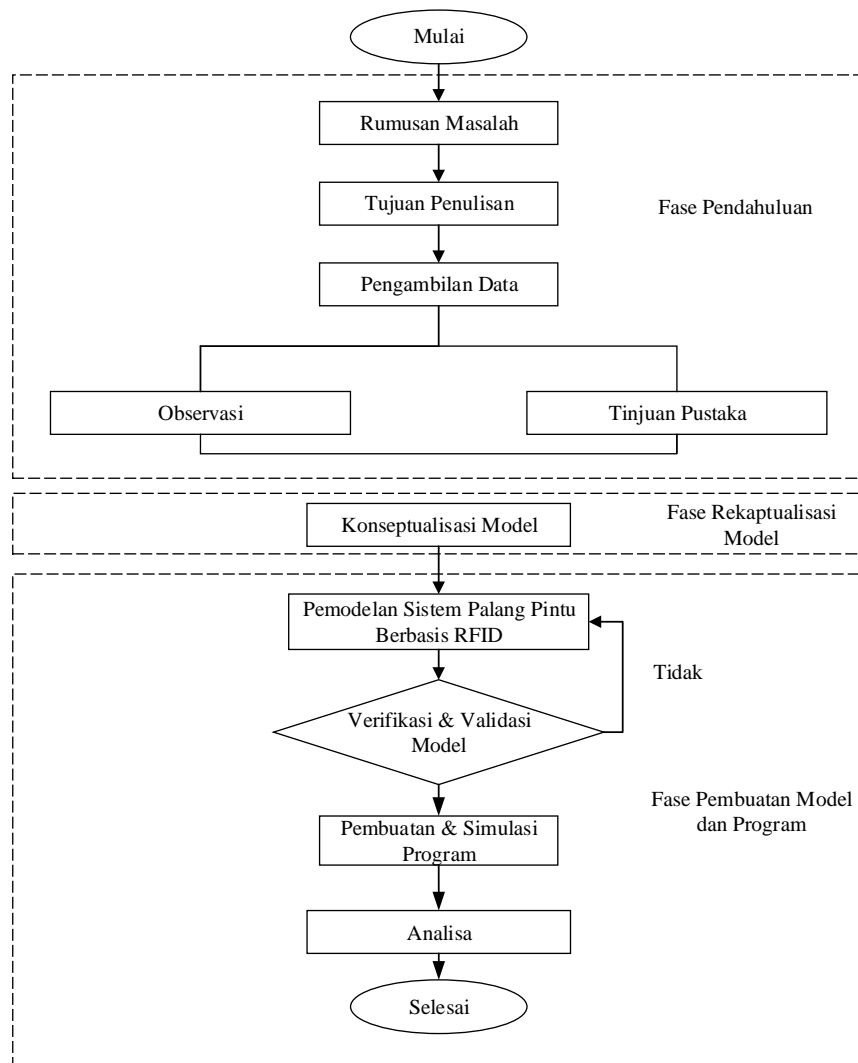 Mulai
Rumusan Masalah
Tujuan Penulisan
Fase Pendahuluan
Pengambilan Data
Observasi
Tinjuan Pustaka
Konseptualisasi Model
Fase Rekaptualisasi
Model
Pemodelan Sistem Palang Pintu
Berbasis RFID
Tidak
Verifikasi & Validasi
Model
Fase Pembuatan Model
dan Program
Pembuatan & Simulasi
Program
Analisa
Selesai